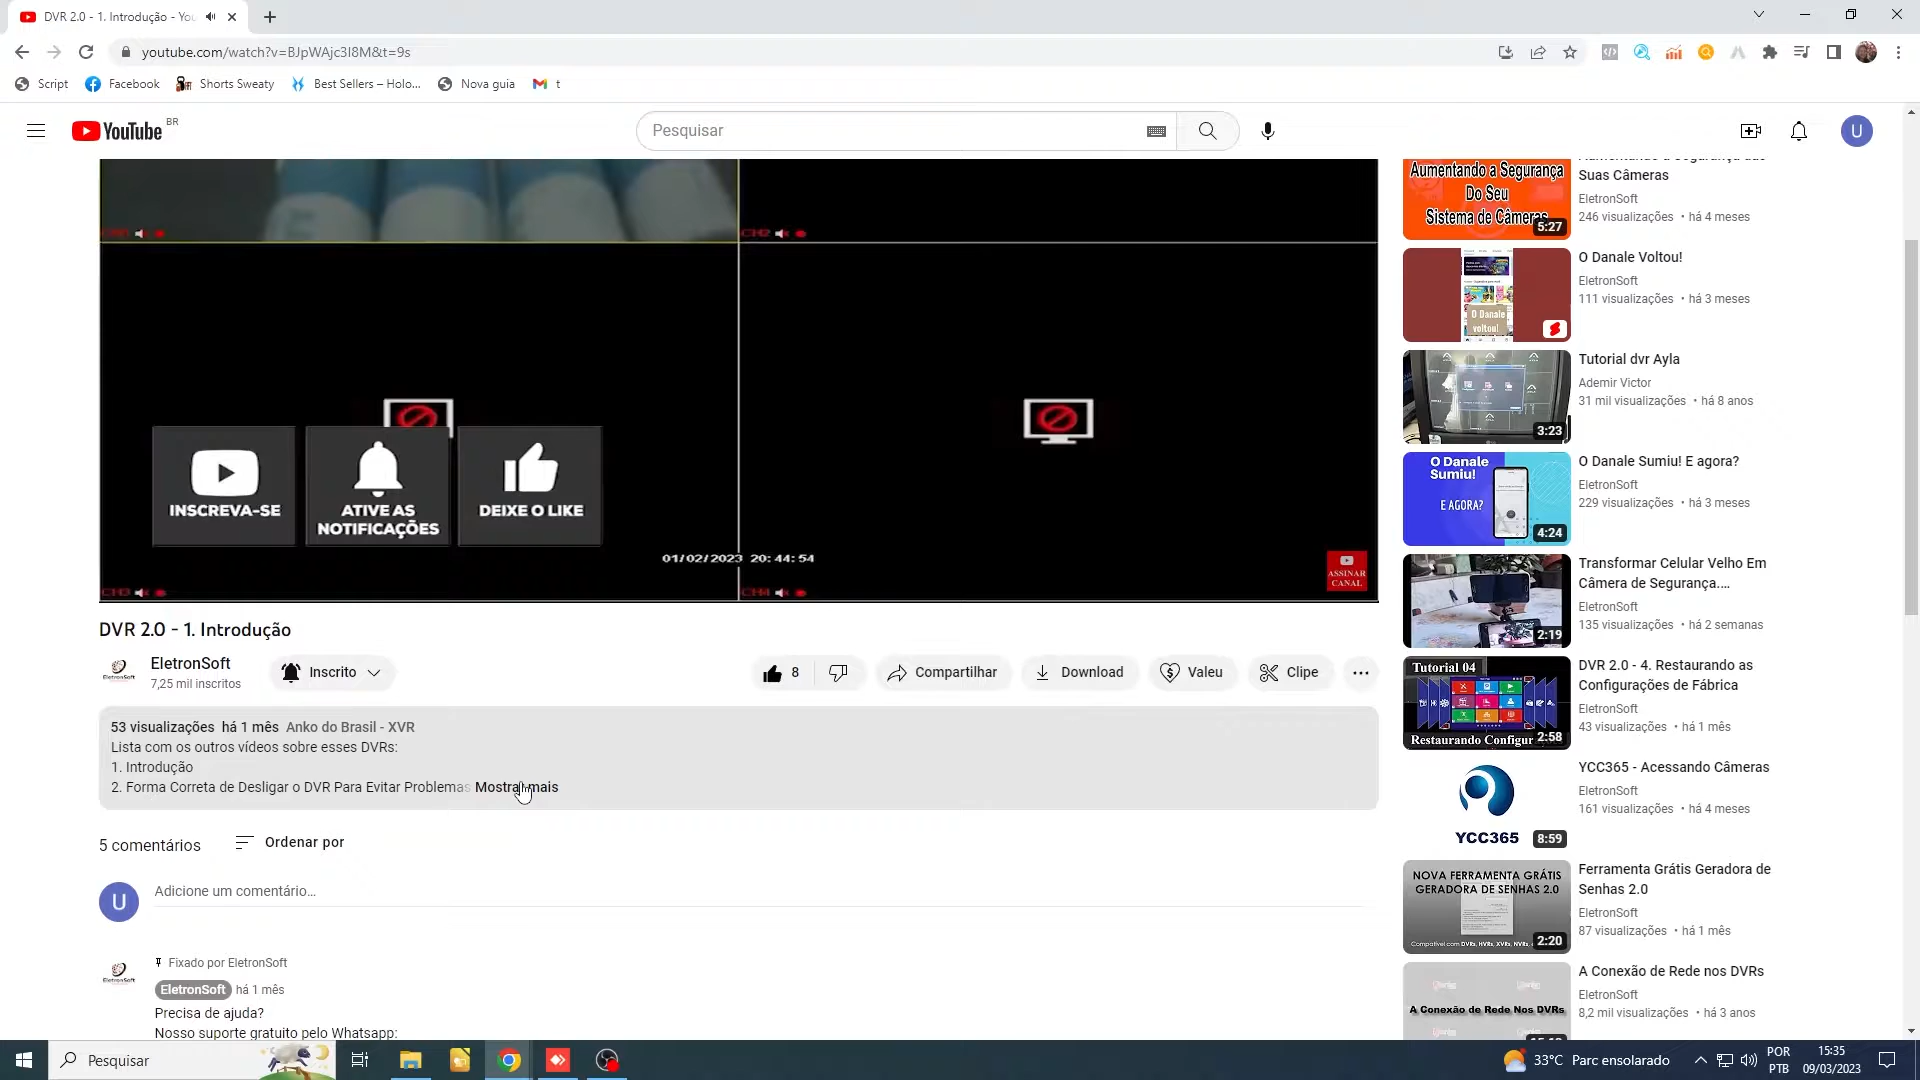 DVR 2.0 - 1. Introdução - You
youtube.com/watch?v=BJpWAjc3I8M&t=9s
Script
Facebook
Shorts Sweaty
Best Sellers – Holo...
Nova guia
t
YouTube BR
Pesquisar
U
CH2
INSCREVA-SE
ATIVE AS
NOTIFICAÇÕES
DEIXE O LIKE
01/02/2023 20:44:54
ASSINAR
CANAL
CH3
CH4
DVR 2.0 - 1. Introdução
EletronSoft
7,25 mil inscritos
Inscrito
8
Compartilhar
Download
Valeu
Clipe
53 visualizações há 1 mês Anko do Brasil - XVR
Lista com os outros vídeos sobre esses DVRs:
1. Introdução
2. Forma Correta de Desligar o DVR Para Evitar Problemas Mostrar mais
5 comentários
Ordenar por
U
Adicione um comentário...
EletronSoft
Fixado por EletronSoft
EletronSoft há 1 mês
Precisa de ajuda?
Nosso suporte gratuito pelo Whatsapp:
Aumentando a Segurança
Do Seu
Sistema de Câmeras
5:27
Aumentando a Segurança das
Suas Câmeras
EletronSoft
246 visualizações • há 4 meses
O Danale
voltou!
O Danale Voltou!
EletronSoft
111 visualizações • há 3 meses
3:23
Tutorial dvr Ayla
Ademir Victor
31 mil visualizações • há 8 anos
O Danale
Sumiu!
E AGORA?
4:24
O Danale Sumiu! E agora?
EletronSoft
229 visualizações • há 3 meses
2:19
Transformar Celular Velho Em
Câmera de Segurança....
EletronSoft
135 visualizações • há 2 semanas
Tutorial 04
Restaurando Configur
2:58
DVR 2.0 - 4. Restaurando as
Configurações de Fábrica
EletronSoft
43 visualizações • há 1 mês
YCC365
8:59
YCC365 - Acessando Câmeras
EletronSoft
161 visualizações • há 4 meses
NOVA FERRAMENTA GRÁTIS
GERADORA DE SENHAS 2.0
2:20
Ferramenta Grátis Geradora de
Senhas 2.0
EletronSoft
87 visualizações • há 1 mês
A Conexão de Rede Nos DVRs
A Conexão de Rede nos DVRs
EletronSoft
8,2 mil visualizações • há 3 anos
Pesquisar
33°C Parc ensolarado
POR
PTB
15:35
09/03/2023